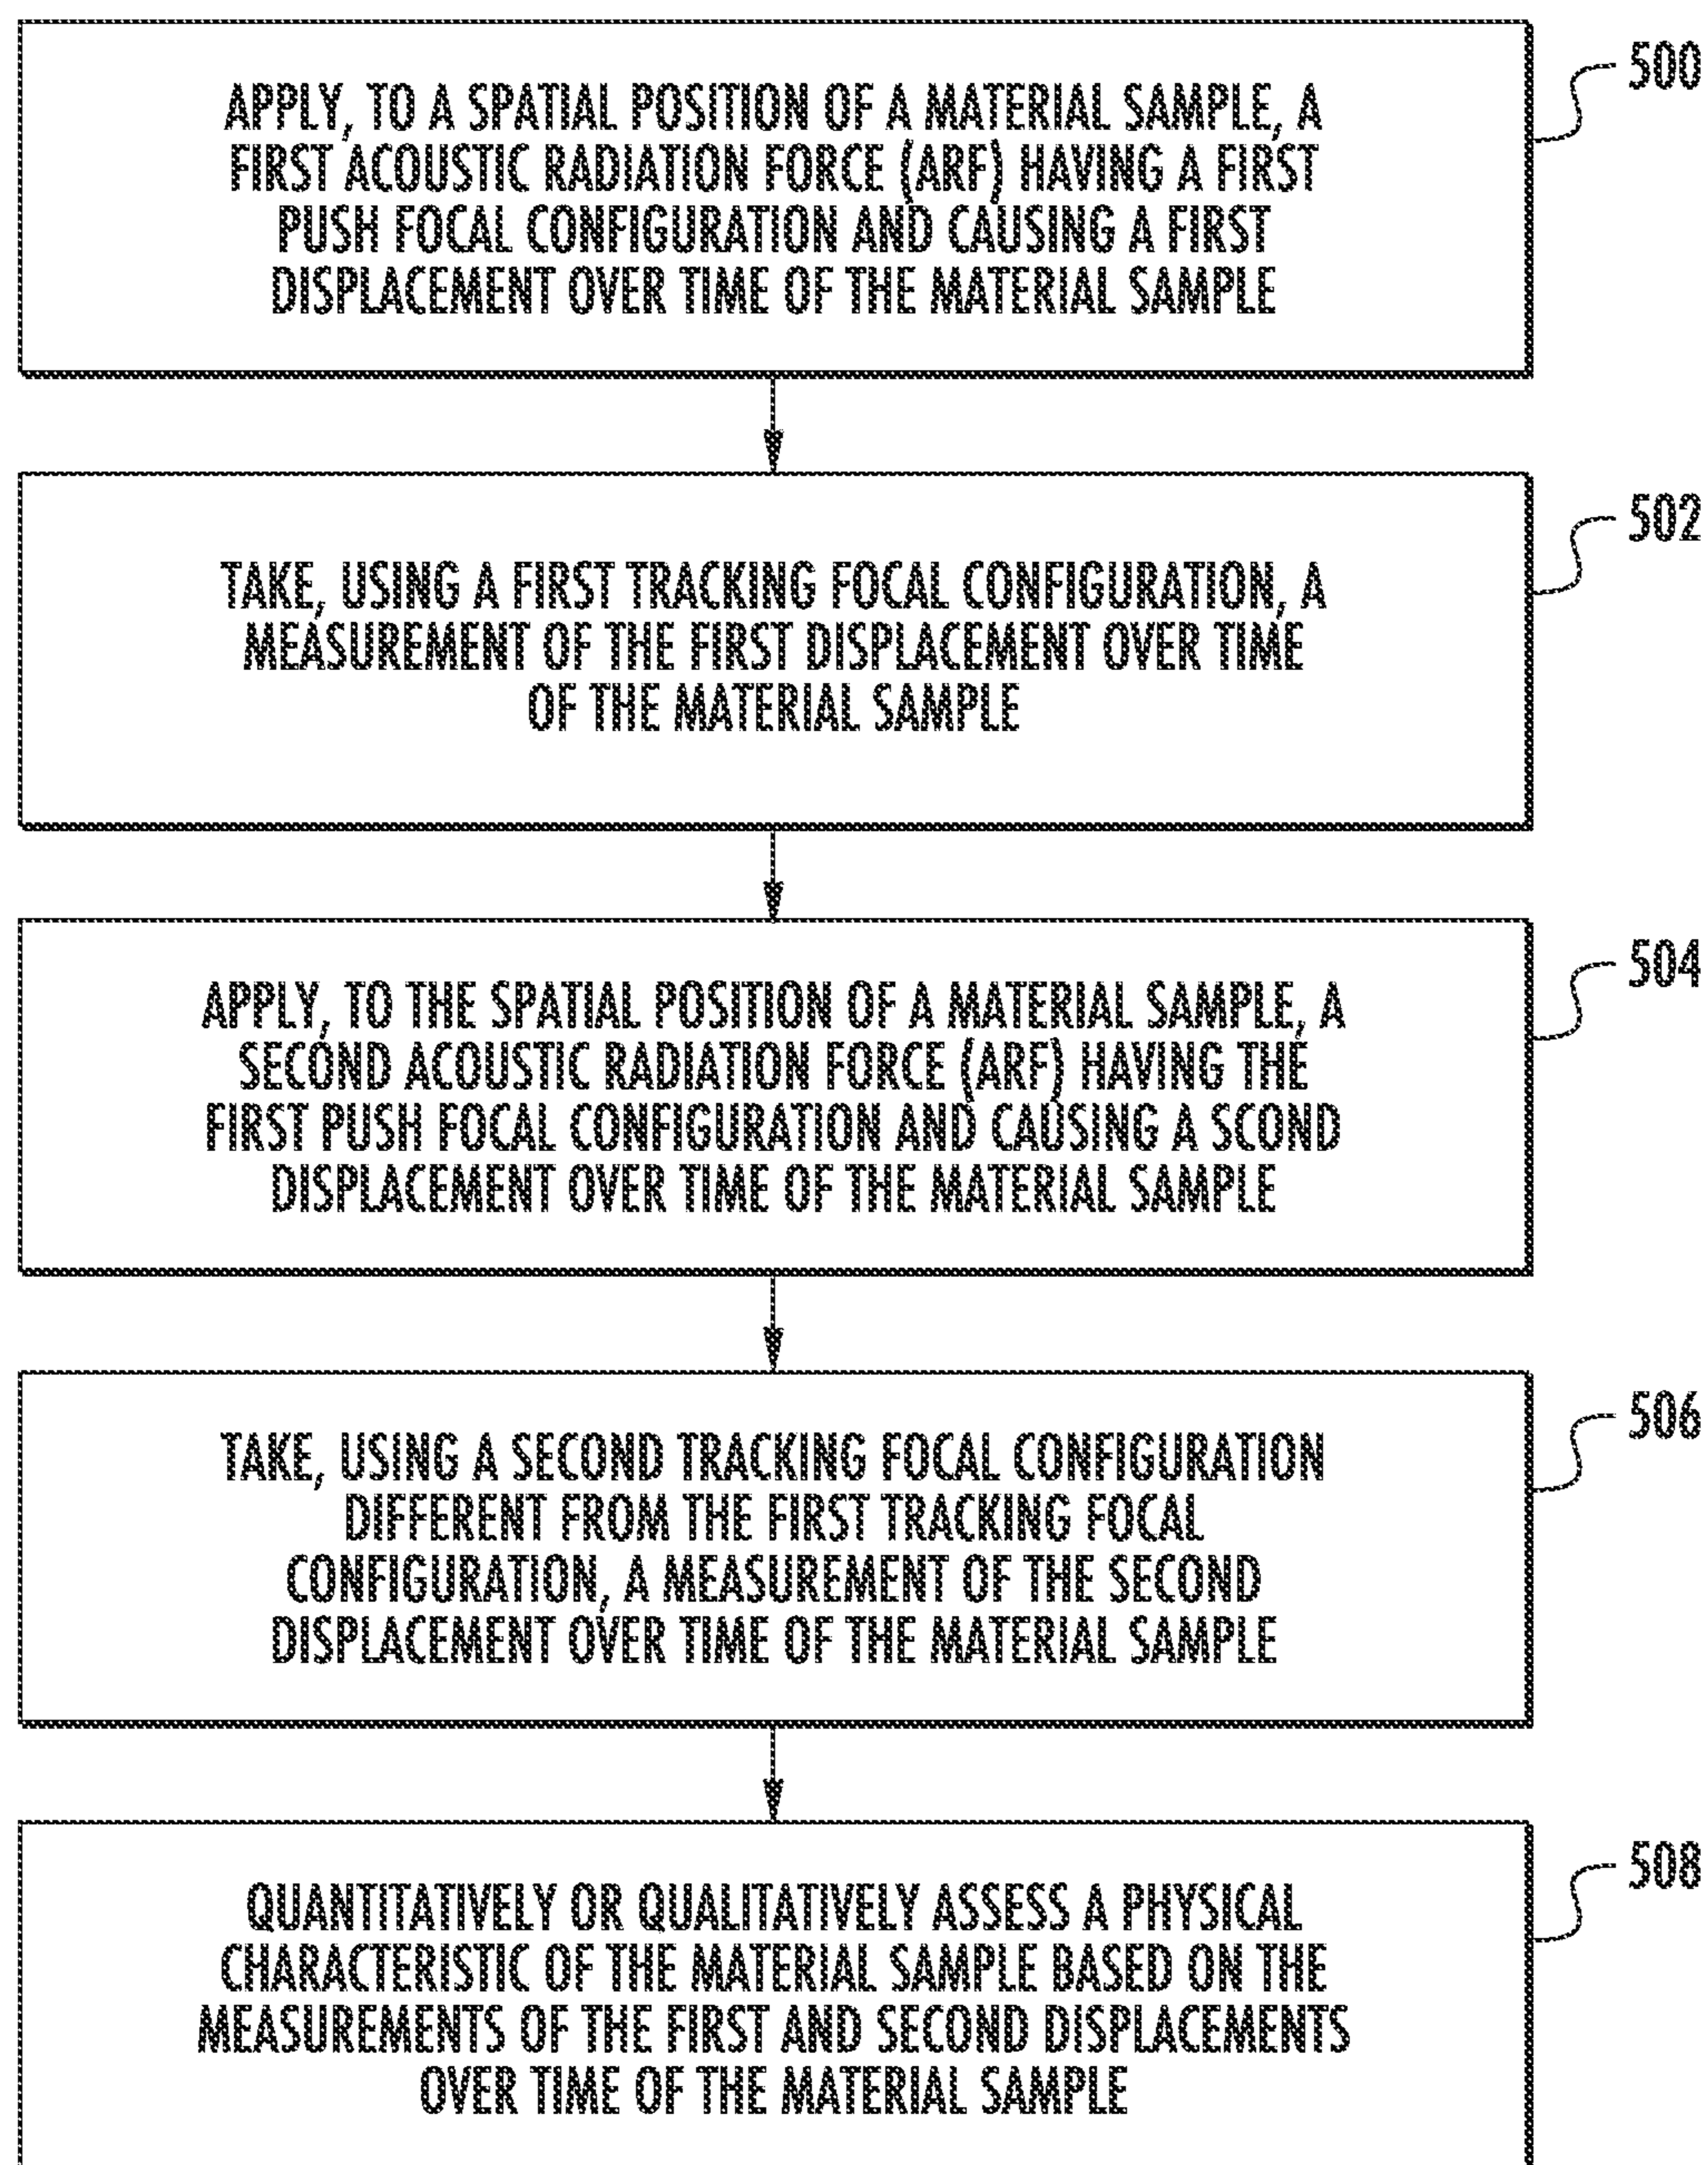 APPLY, TO A SPATIAL POSITION OF A MATERIAL SAMPLE, A
FIRST ACOUSTIC RADIATION FORCE (ARF) HAVING A FIRST
PUSH FOCAL CONFIGURATION AND CAUSING A FIRST
DISPLACEMENT OVER TIME OF THE MATERIAL SAMPLE
500
TAKE, USING A FIRST TRACKING FOCAL CONFIGURATION, A
MEASUREMENT OF THE FIRST DISPLACEMENT OVER TIME
OF THE MATERIAL SAMPLE
502
APPLY, TO THE SPATIAL POSITION OF A MATERIAL SAMPLE, A
SECOND ACOUSTIC RADIATION FORCE (ARF) HAVING THE
FIRST PUSH FOCAL CONFIGURATION AND CAUSING A SCOND
DISPLACEMENT OVER TIME OF THE MATERIAL SAMPLE
504
TAKE, USING A SECOND TRACKING FOCAL CONFIGURATION
DIFFERENT FROM THE FIRST TRACKING FOCAL
CONFIGURATION, A MEASUREMENT OF THE SECOND
DISPLACEMENT OVER TIME OF THE MATERIAL SAMPLE
506
QUANTITATIVELY OR QUALITATIVELY ASSESS A PHYSICAL
CHARACTERISTIC OF THE MATERIAL SAMPLE BASED ON THE
MEASUREMENTS OF THE FIRST AND SECOND DISPLACEMENTS
OVER TIME OF THE MATERIAL SAMPLE
508